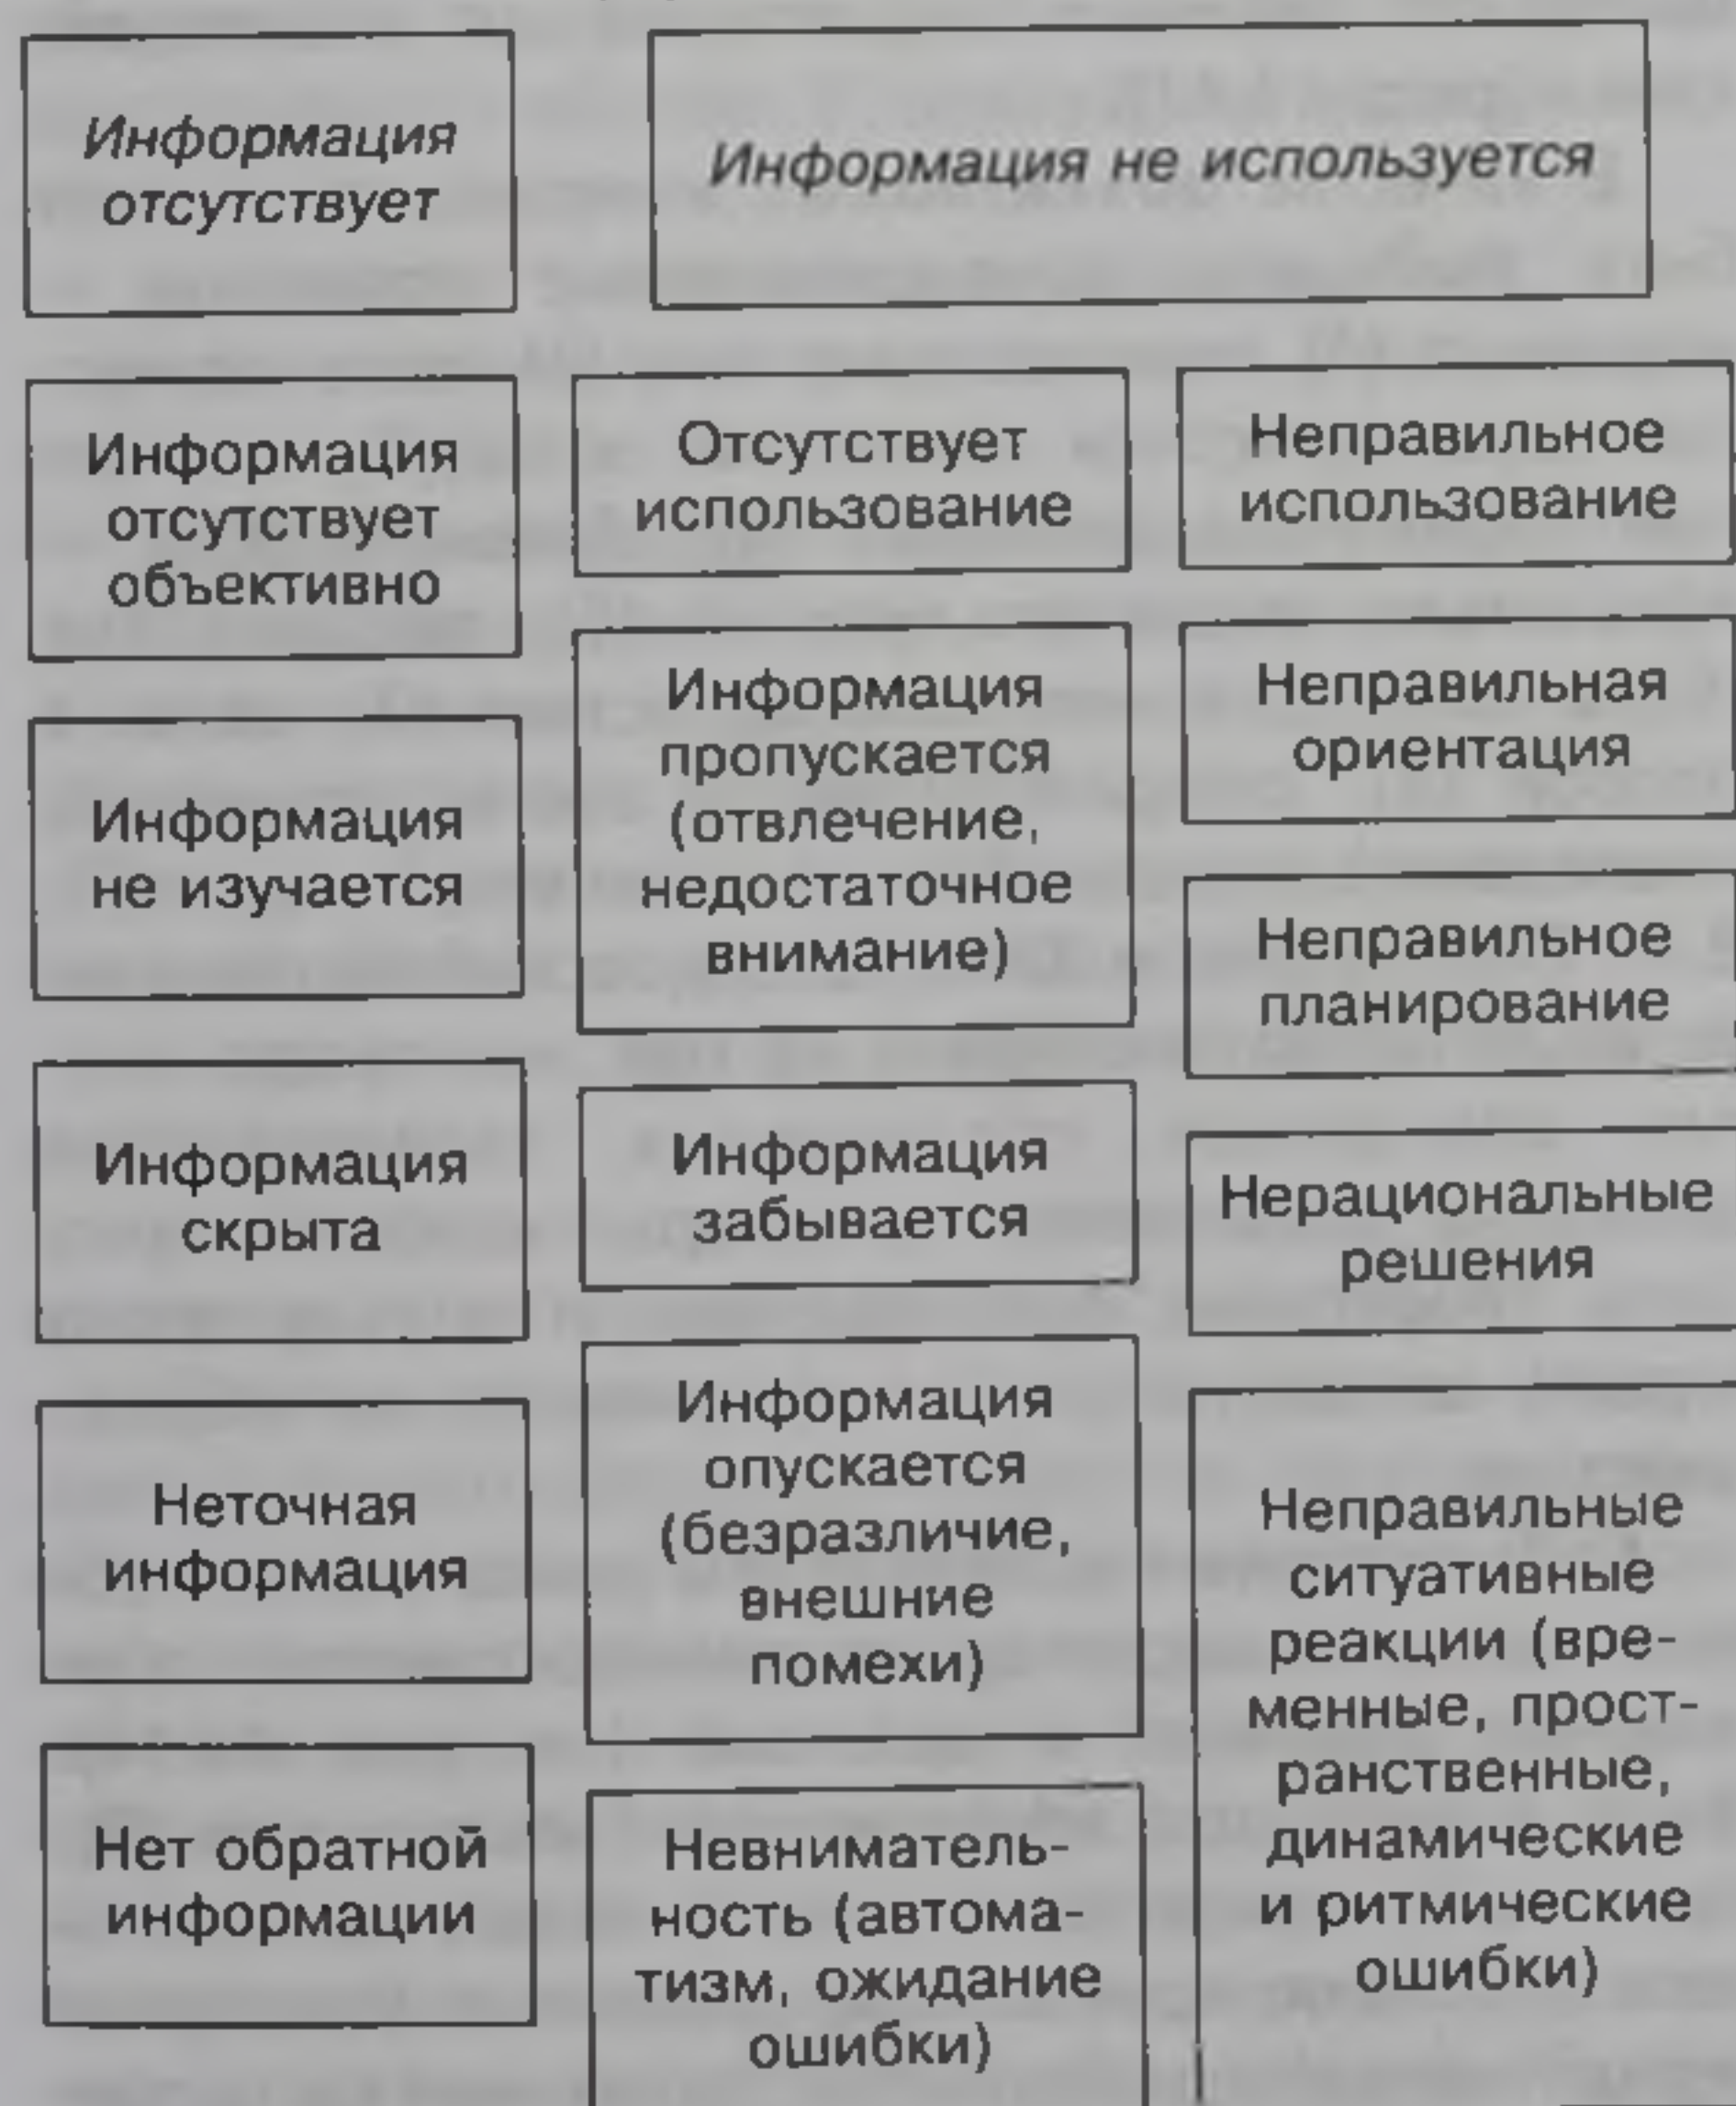 Информация
отсутствует
Информация не используется
Информация
отсутствует
объективно
Информация
не изучается
Информация
скрыта
Неточная
информация
Нет обратной
информации
Отсутствует
использование
Информация
пропускается
(отвлечение,
недостаточное
внимание)
Информация
забывается
Информация
опускается
(безразличие,
внешние
помехи)
Невниматель-
ность (автома-
тизм, ожидание
ошибки)
Неправильное
использование
Неправильная
ориентация
Неправильное
планирование
Нерациональные
решения
Неправильные
ситуативные
реакции (вре-
менные, прост-
ранственные,
динамические
и ритмические
ошибки)